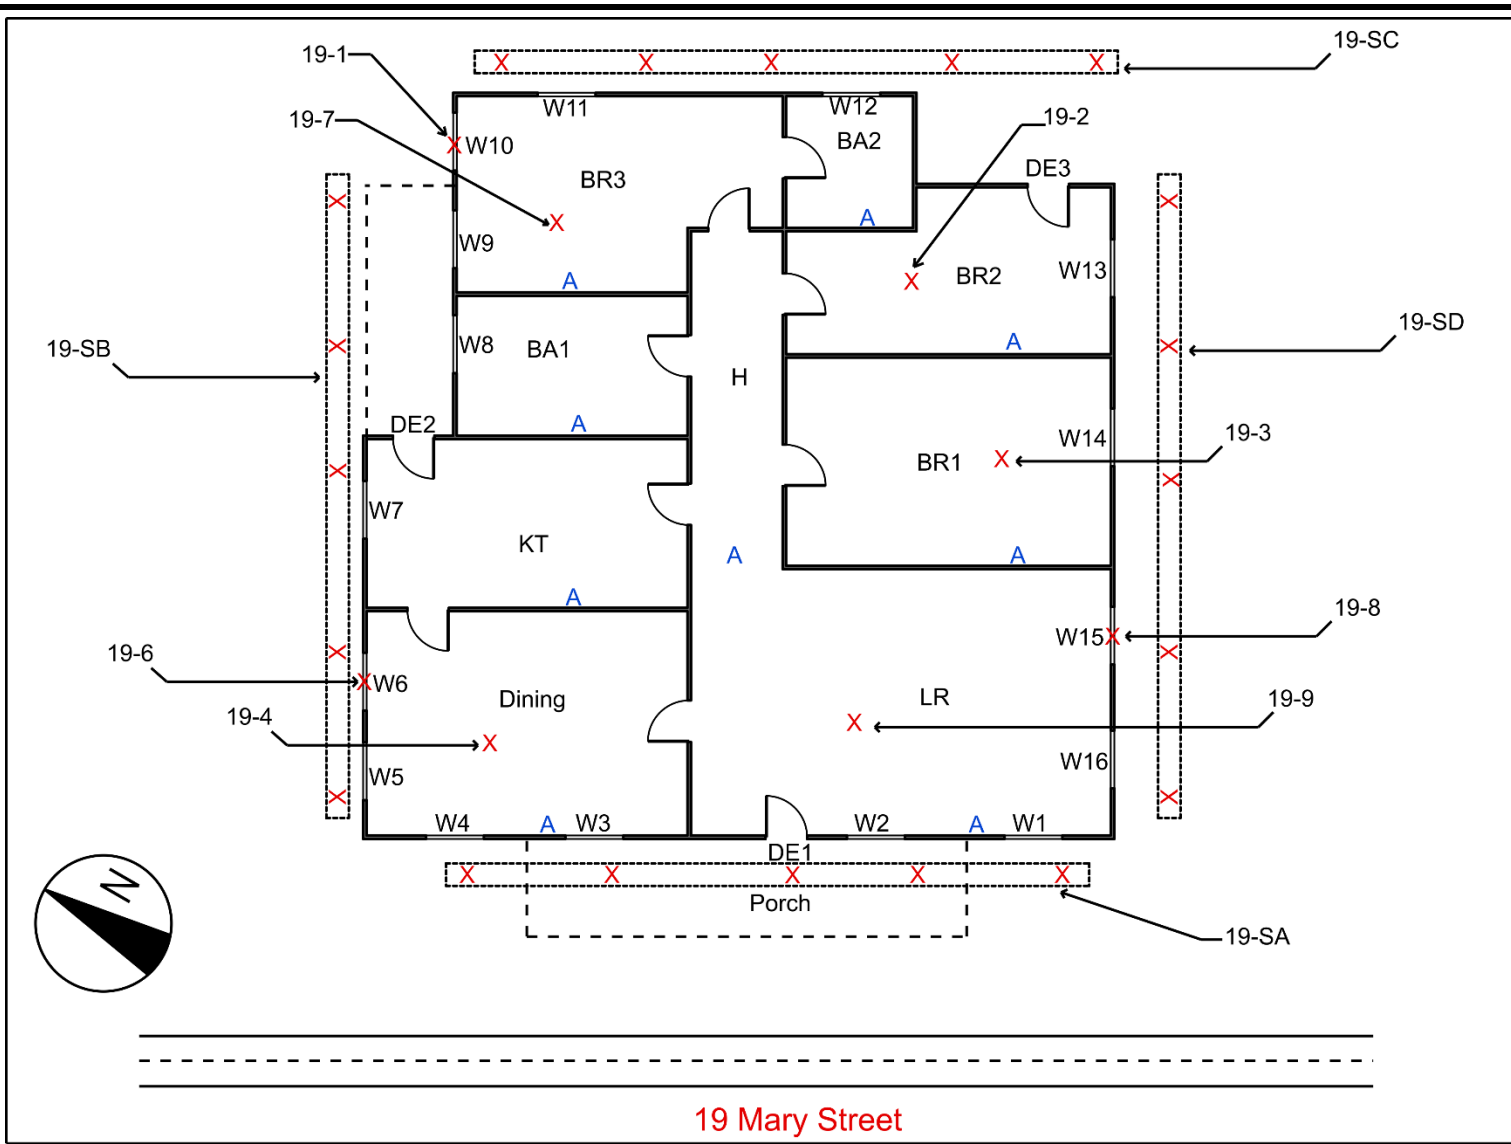 19-SC
19-1
X X X X X
W11
W12
19-7
19-2
X W10
BA2
DE3
BR3
X
X
X
A
W9
W13
BR2
X
A
19-SD
W8
BA1
A
19-SB
X
X
H
DE2
A
W14
19-3
BR1
X
X
X
W7
KT
A
A
A
19-8
W15 X
19-6
X
X
X W6
Dining
LR
19-9
19-4
X
X
W5
W16
X
X
W4
A
W3
W2
A
W1
DE1
X X X X X
N
Porch
19-SA
19 Mary Street